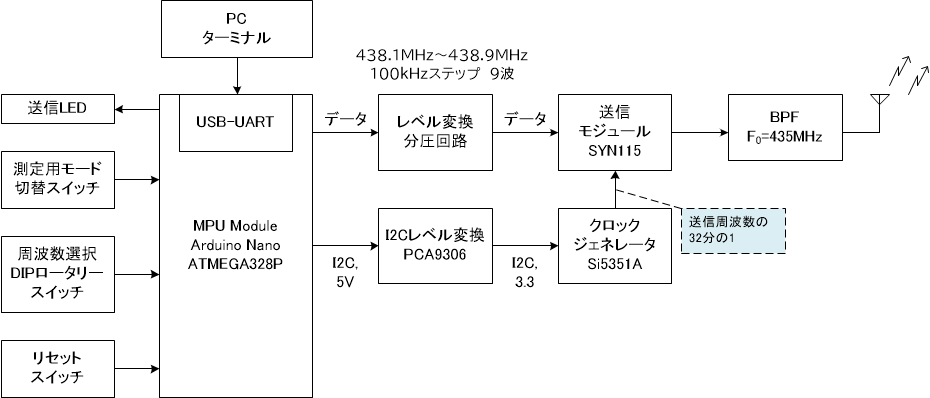 PC
ターミナル
438.1MHz～438.9MHz
100kHzステップ 9波
送信LED
USB-UART
データ
レベル変換
分圧回路
データ
送信
モジュール
SYN115
BPF
F₀=435MHz
測定用モード
切替スイッチ
MPU Module
Arduino Nano
ATMEGA328P
周波数選択
DIPロータリー
スイッチ
I2C,
5V
I2Cレベル変換
PCA9306
I2C,
3.3
クロック
ジェネレータ
Si5351A
送信周波数の
32分の1
リセット
スイッチ